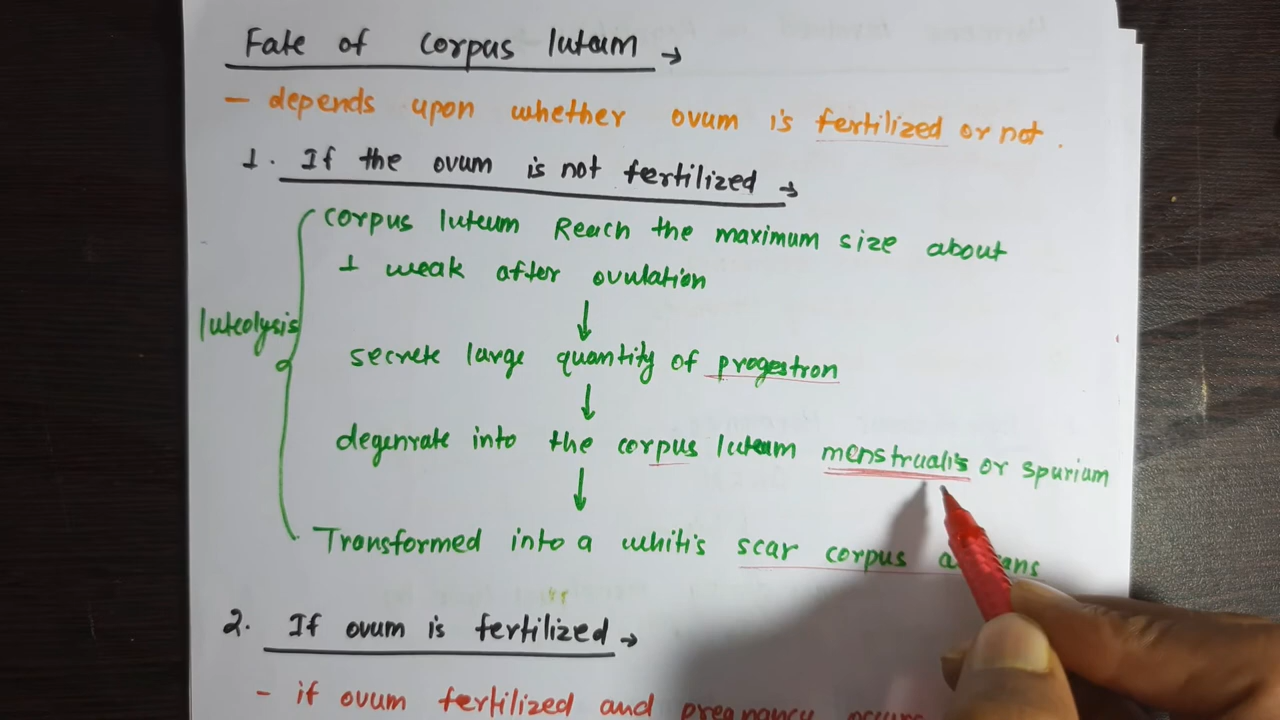 Fate of corpus luteum →
- depends upon whether ovum is fertilized or not.
1. If the ovum is not fertilized →
corpus luteum Reach the maximum size about
1 weak after ovulation
↓
luteolysis
secrete large quantity of progestron
↓
degenrate into the corpus luteum menstrualis or spurium
↓
Transformed into a whitis scar corpus
2. If ovum is fertilized →
- if ovum fertilized and pregnancy occurs